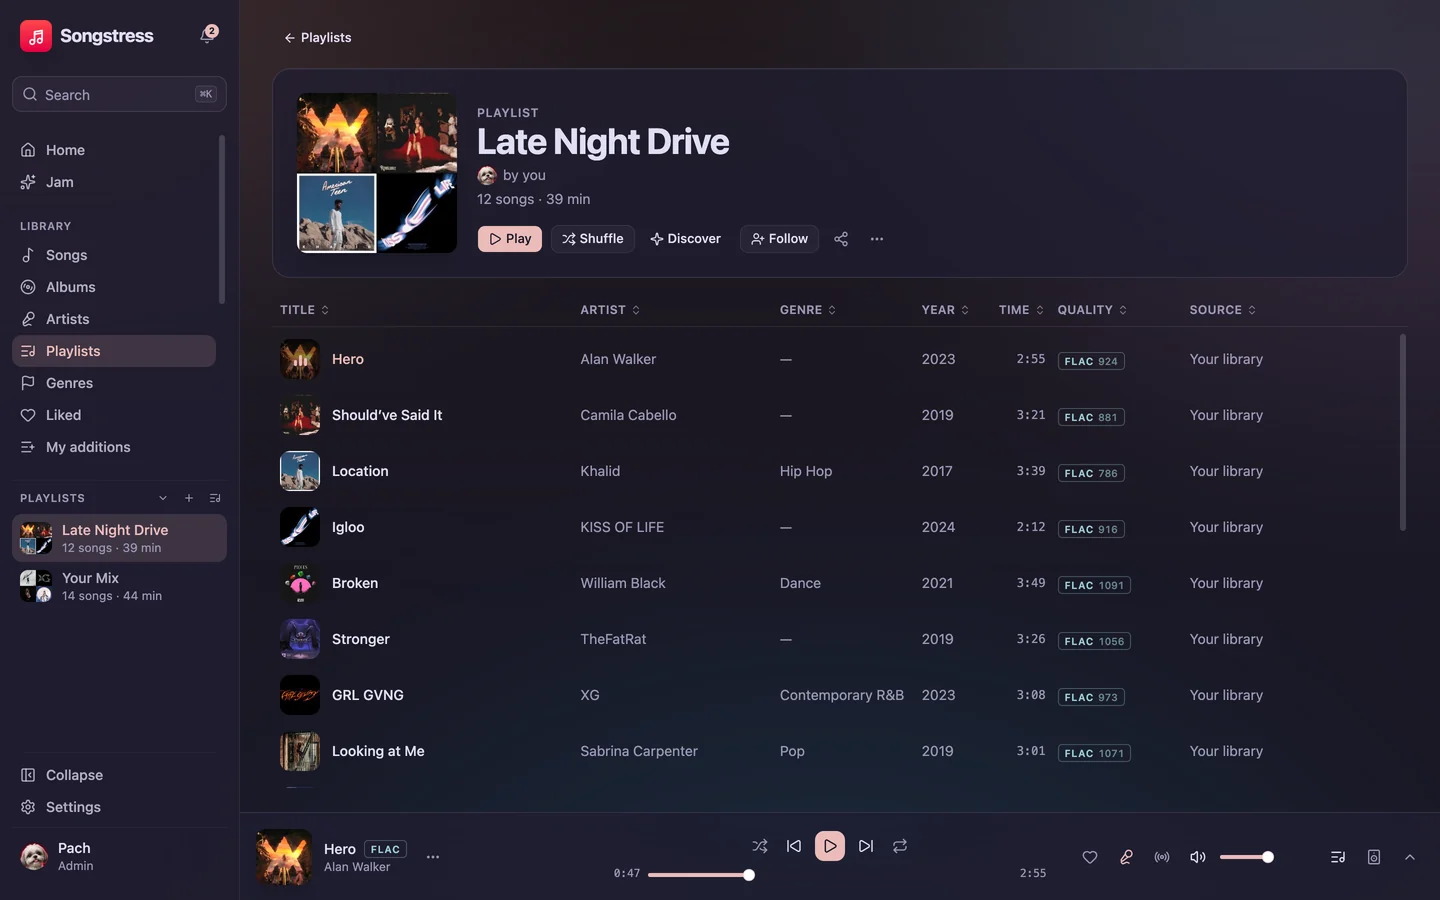 Songstress
2
Search
⌘K
Home
Jam
LIBRARY
Songs
Albums
Artists
Playlists
Genres
Liked
My additions
PLAYLISTS
Late Night Drive
12 songs · 39 min
Your Mix
14 songs · 44 min
Collapse
Settings
Pach
Admin
Playlists
PLAYLIST
Late Night Drive
by you
12 songs · 39 min
Play Shuffle Discover Follow
American
Teen
TITLE ARTIST GENRE YEAR TIME QUALITY SOURCE
Hero Alan Walker — 2023 2:55 FLAC 924 Your library
Should've Said It Camila Cabello — 2019 3:21 FLAC 881 Your library
Location Khalid Hip Hop 2017 3:39 FLAC 786 Your library
Igloo KISS OF LIFE — 2024 2:12 FLAC 916 Your library
Broken William Black Dance 2021 3:49 FLAC 1091 Your library
Stronger TheFatRat — 2019 3:26 FLAC 1056 Your library
GRL GVNG XG Contemporary R&B 2023 3:08 FLAC 973 Your library
Looking at Me Sabrina Carpenter Pop 2019 3:01 FLAC 1071 Your library
Hero FLAC
Alan Walker
0:47 2:55